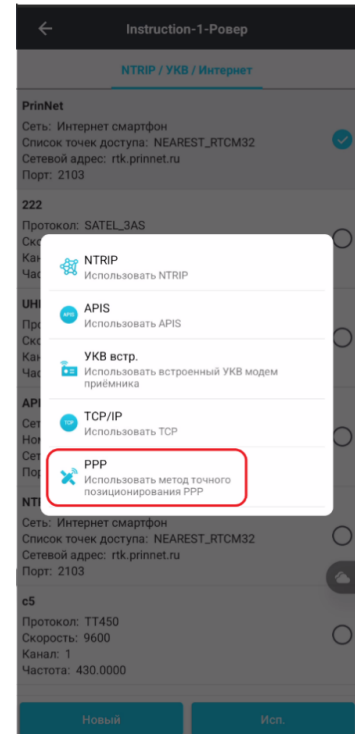 Instruction-1-Ровер
NTRIP / УКВ / Интернет
PrinNet
Сеть: Интернет смартфон
Список точек доступа: NEAREST_RTCM32
Сетевой адрес: rtk.prinnet.ru
Порт: 2103
222
Протокол: SATEL_3AS
NTRIP
Использовать NTRIP
APIS
APIS
Использовать APIS
УКВ встр.
Использовать встроенный УКВ модем
приёмника
TCP
TCP/IP
Использовать TCP
PPP
Использовать метод точного
позиционирования PPP
Сеть: Интернет смартфон
Список точек доступа: NEAREST_RTCM32
Сетевой адрес: rtk.prinnet.ru
Порт: 2103
c5
Протокол: TT450
Скорость: 9600
Канал: 1
Частота: 430.0000
Новый
Исп.